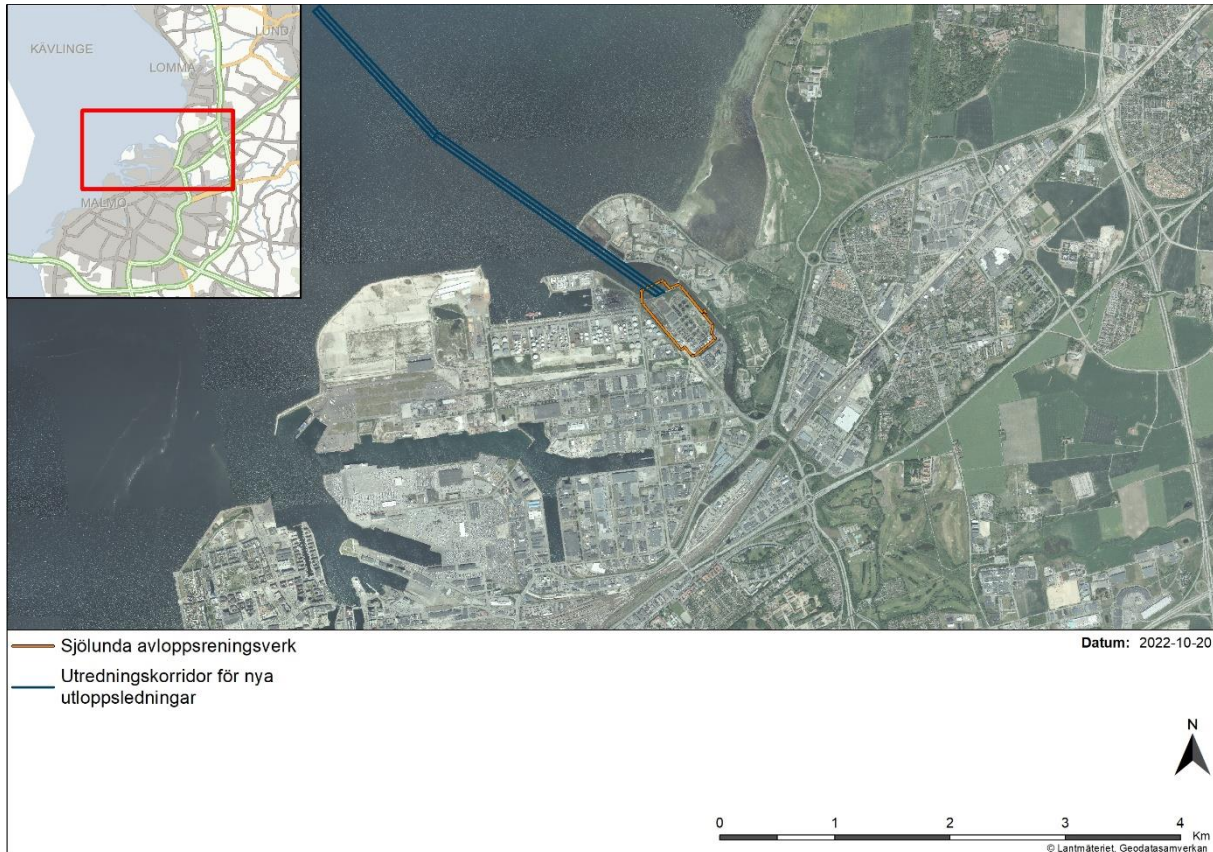 LUND
KÄVLINGE
LOMMA
MALMÖ
Sjölunda avloppsreningsverk
Datum: 2022-10-20
Utredningskorridor för nya
utloppsledningar
N
0 1 2 3 4
Km
© Lantmäteriet, Geodatasamverkan